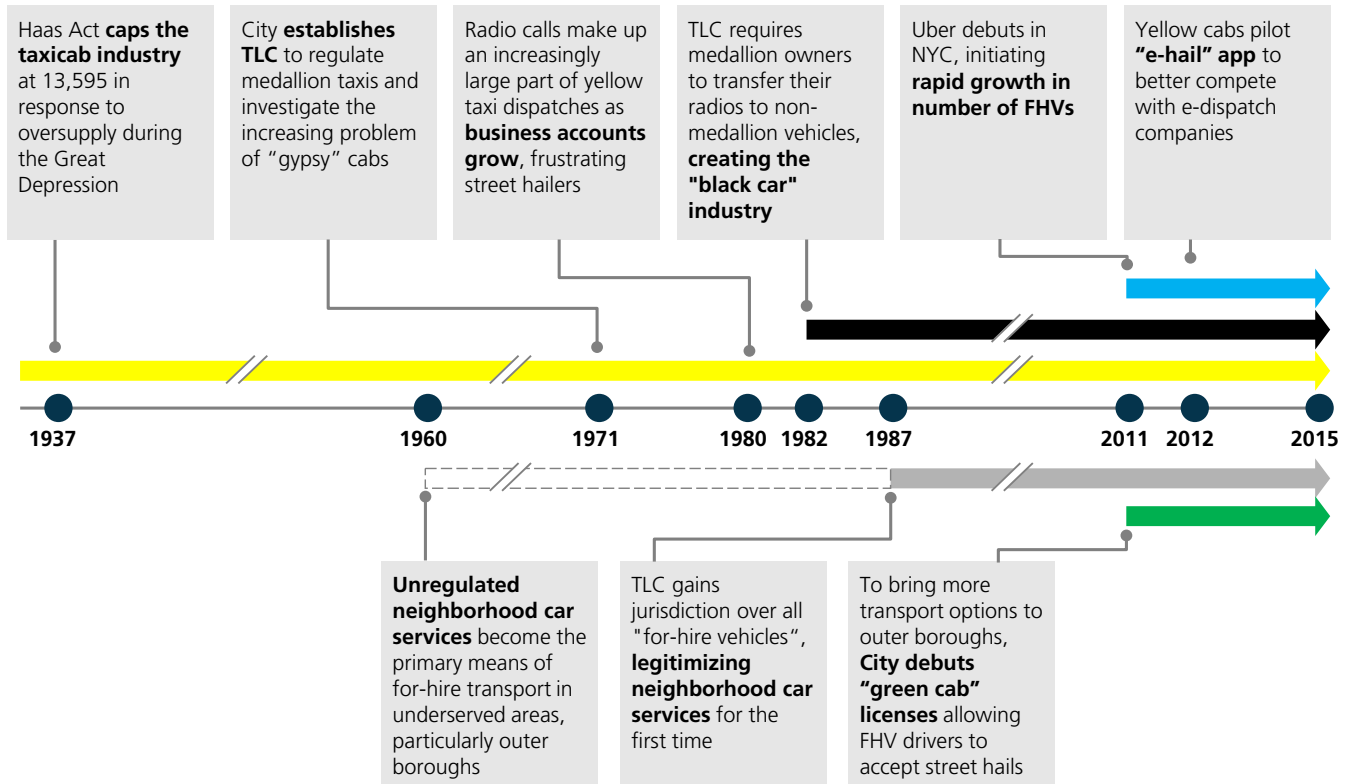 Haas Act caps the
taxicab industry
at 13,595 in
response to
oversupply during
the Great
Depression
City establishes
TLC to regulate
medallion taxis and
investigate the
increasing problem
of “gypsy” cabs
Radio calls make up
an increasingly
large part of yellow
taxi dispatches as
business accounts
grow, frustrating
street hailers
TLC requires
medallion owners
to transfer their
radios to non-
medallion vehicles,
creating the
"black car"
industry
Uber debuts in
NYC, initiating
rapid growth in
number of FHVs
Yellow cabs pilot
“e-hail” app to
better compete
with e-dispatch
companies
1937
1960
1971
1980
1982
1987
2011
2012
2015
Unregulated
neighborhood car
services become the
primary means of
for-hire transport in
underserved areas,
particularly outer
boroughs
TLC gains
jurisdiction over all
"for-hire vehicles”,
legitimizing
neighborhood car
services for the
first time
To bring more
transport options to
outer boroughs,
City debuts
“green cab”
licenses allowing
FHV drivers to
accept street hails